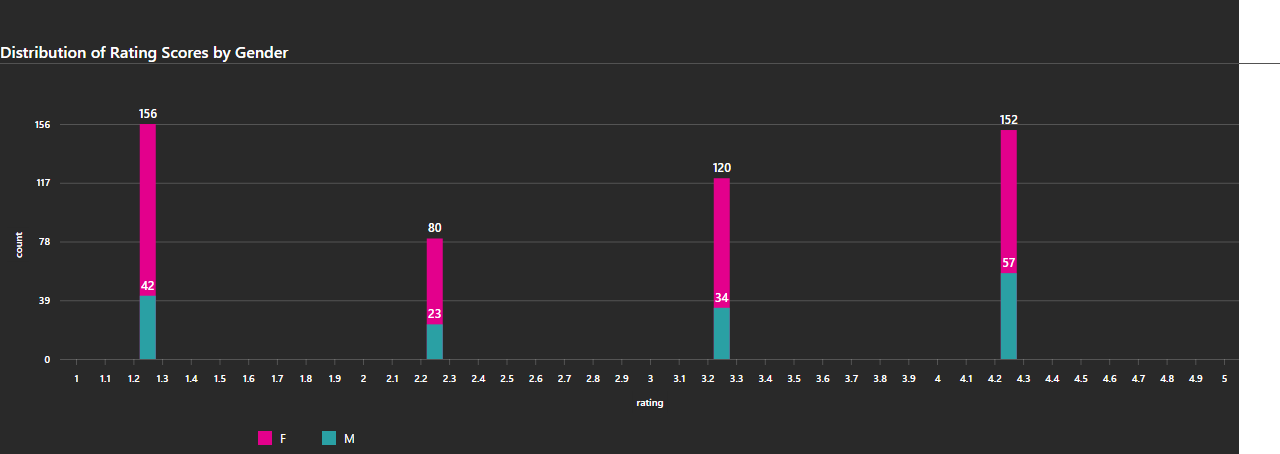 Distribution of Rating Scores by Gender
156 80 120 152
42 23 34 57
156
117
78
39
0
count
1 1.1 1.2 1.3 1.4 1.5 1.6 1.7 1.8 1.9 2 2.1 2.2 2.3 2.4 2.5 2.6 2.7 2.8 2.9 3 3.1 3.2 3.3 3.4 3.5 3.6 3.7 3.8 3.9 4 4.1 4.2 4.3 4.4 4.5 4.6 4.7 4.8 4.9 5
rating
F M